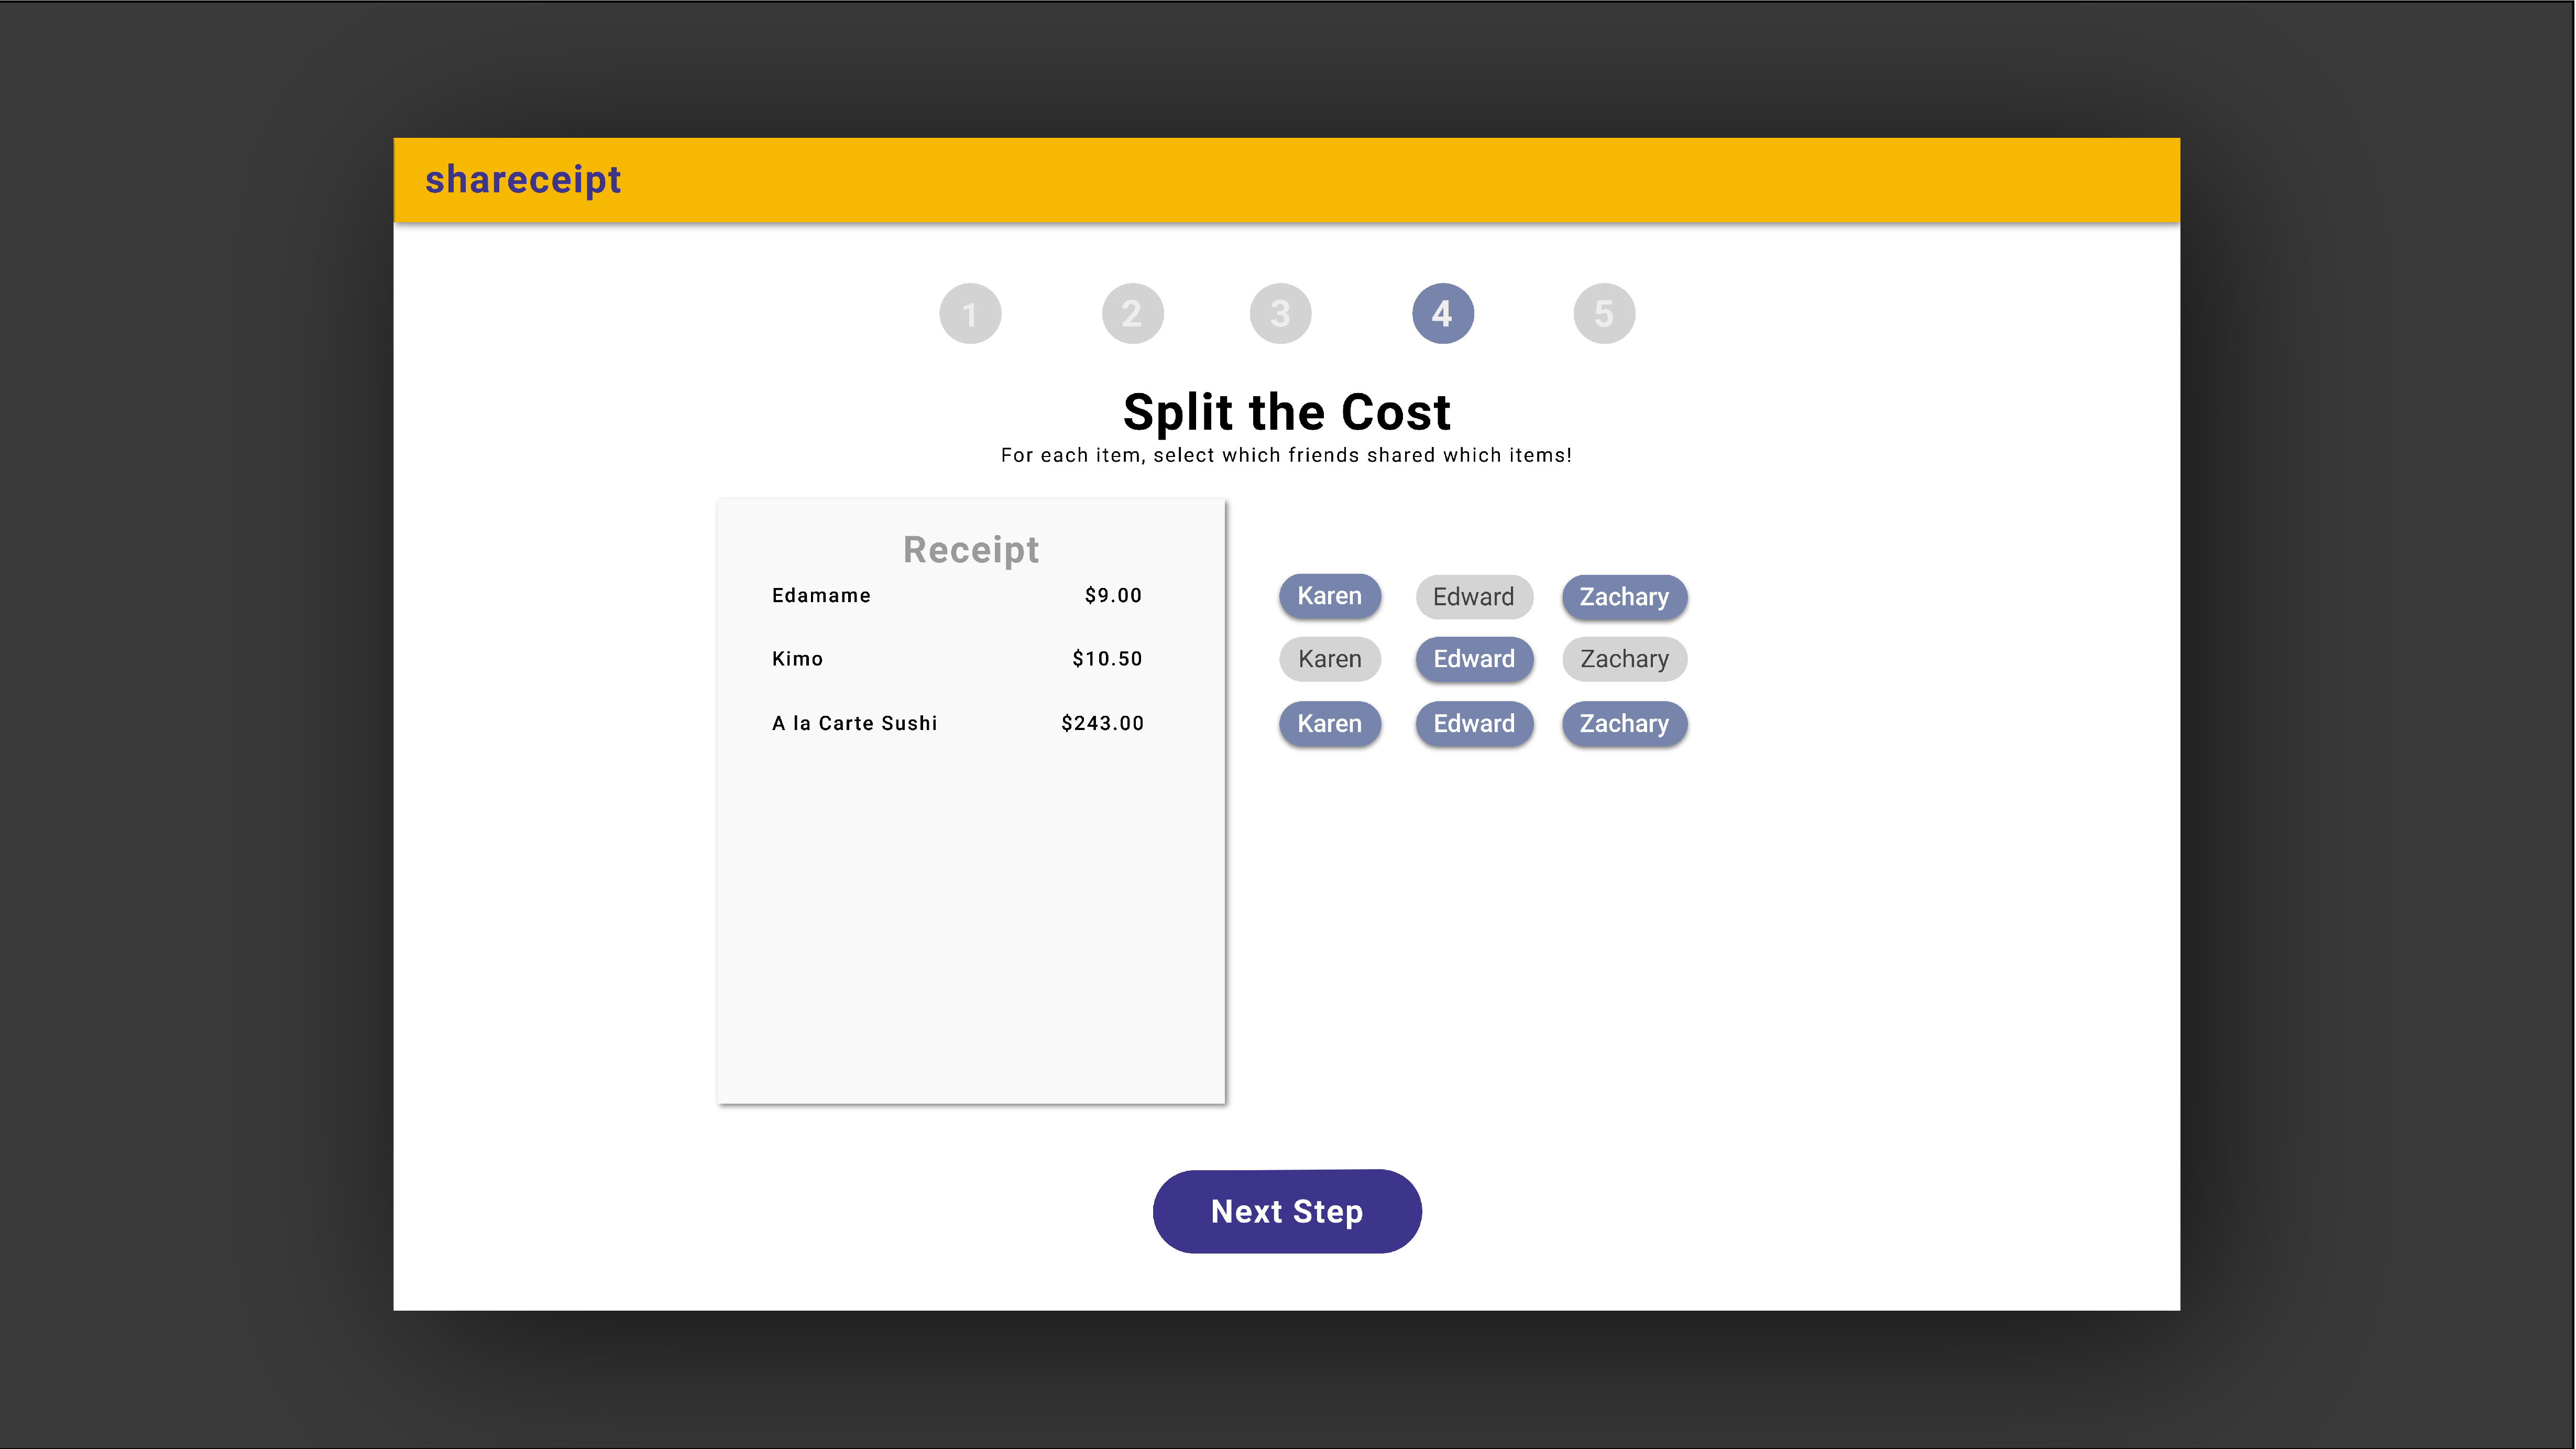 shareceipt
1 2 3 4 5
Split the Cost
For each item, select which friends shared which items!
Receipt
Edamame $9.00 Karen Edward Zachary
Kimo $10.50 Karen Edward Zachary
A la Carte Sushi $243.00 Karen Edward Zachary
Next Step